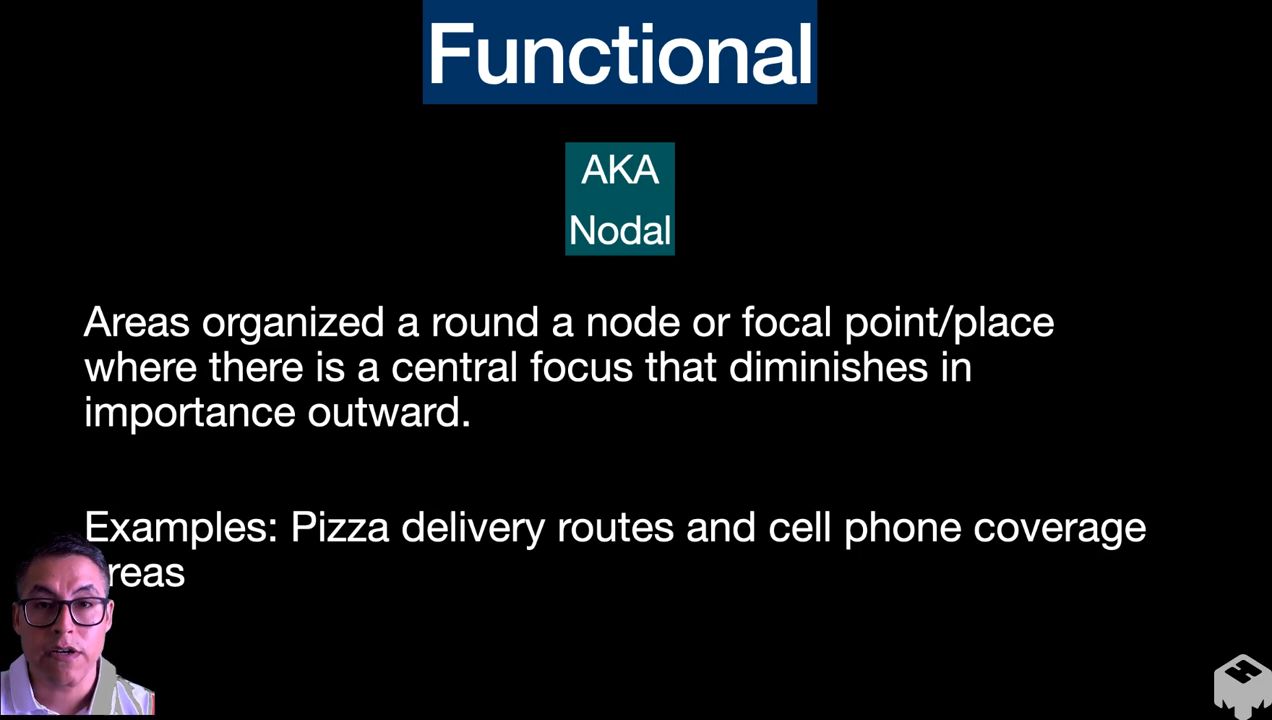 Functional
AKA
Nodal
Areas organized a round a node or focal point/place
where there is a central focus that diminishes in
importance outward.
Examples: Pizza delivery routes and cell phone coverage
areas